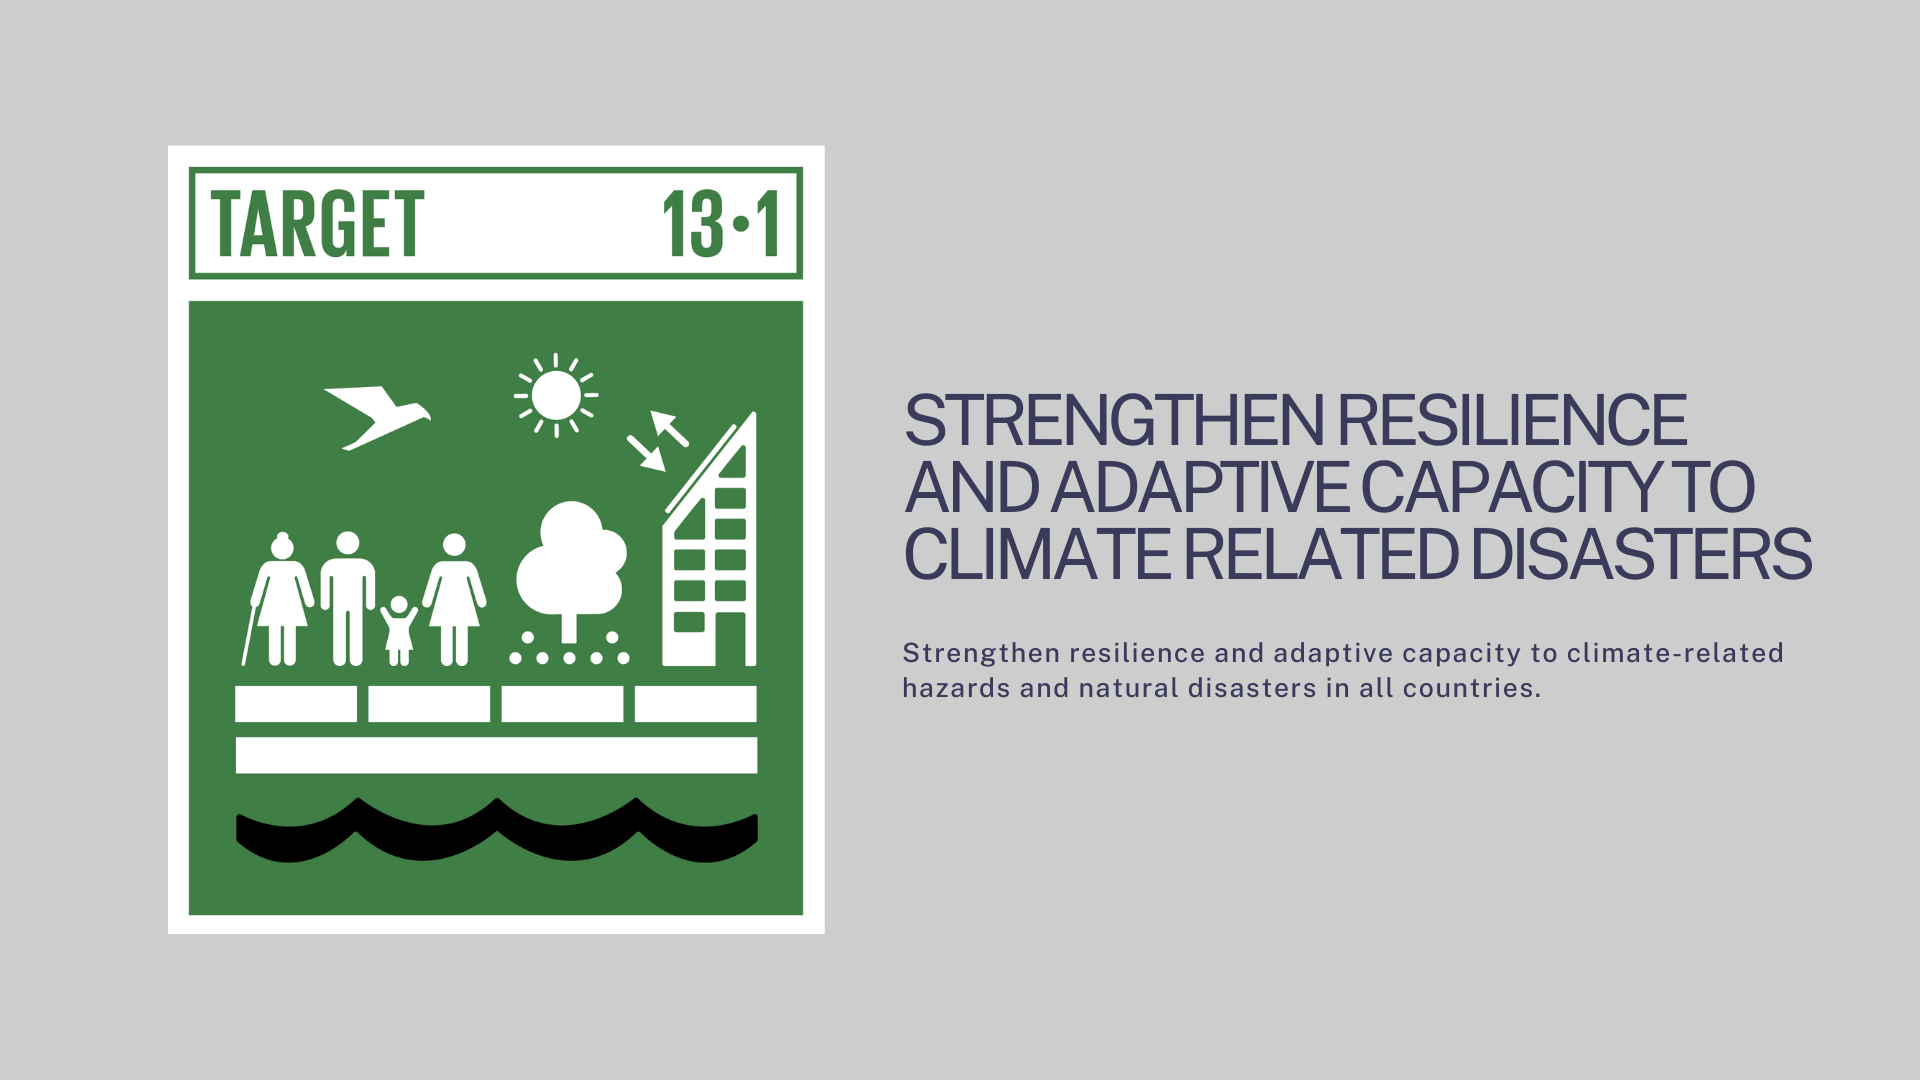 TARGET 13•1
STRENGTHEN RESILIENCE
AND ADAPTIVE CAPACITY TO
CLIMATE RELATED DISASTERS
Strengthen resilience and adaptive capacity to climate-related
hazards and natural disasters in all countries.